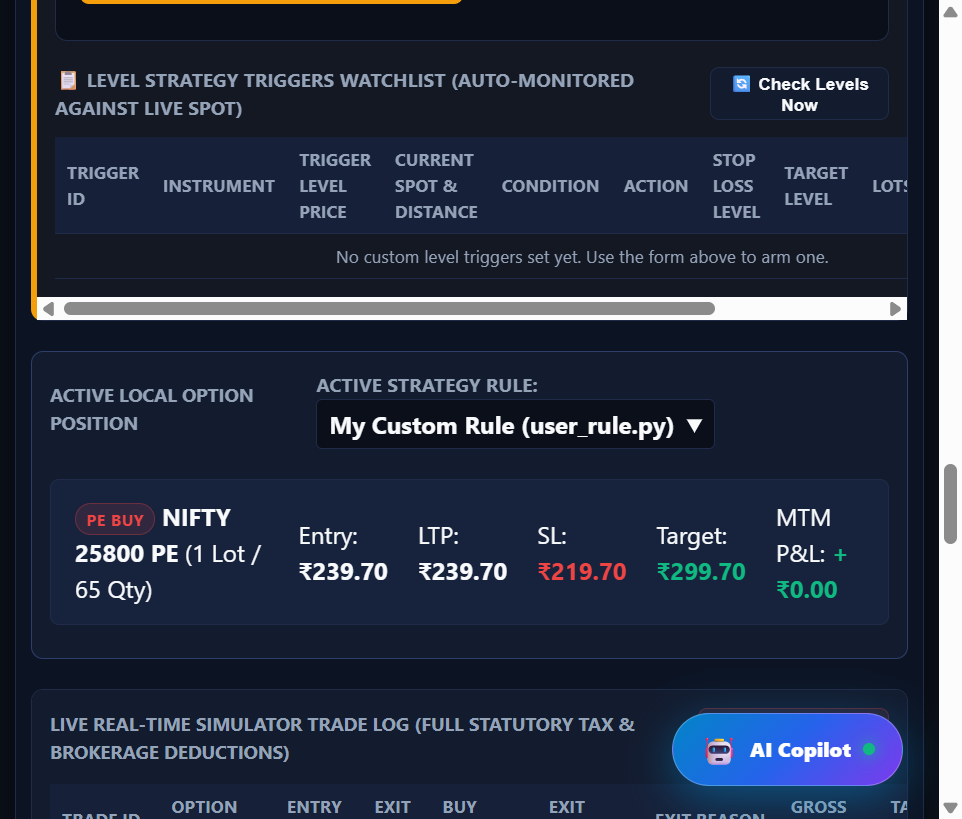 LEVEL STRATEGY TRIGGERS WATCHLIST (AUTO-MONITORED
AGAINST LIVE SPOT)
Check Levels
Now
TRIGGER
ID
INSTRUMENT
TRIGGER
LEVEL
PRICE
CURRENT
SPOT &
DISTANCE
CONDITION
ACTION
STOP
LOSS
LEVEL
TARGET
LEVEL
LOTS
No custom level triggers set yet. Use the form above to arm one.
ACTIVE LOCAL OPTION
POSITION
ACTIVE STRATEGY RULE:
My Custom Rule (user_rule.py) ▼
PE BUY NIFTY
25800 PE (1 Lot /
65 Qty)
Entry:
₹239.70
LTP:
₹239.70
SL:
₹219.70
Target:
₹299.70
MTM
P&L: +
₹0.00
LIVE REAL-TIME SIMULATOR TRADE LOG (FULL STATUTORY TAX &
BROKERAGE DEDUCTIONS)
AI Copilot
TRADE ID
OPTION
ENTRY
EXIT
BUY
EXIT
EXIT REASON
GROSS